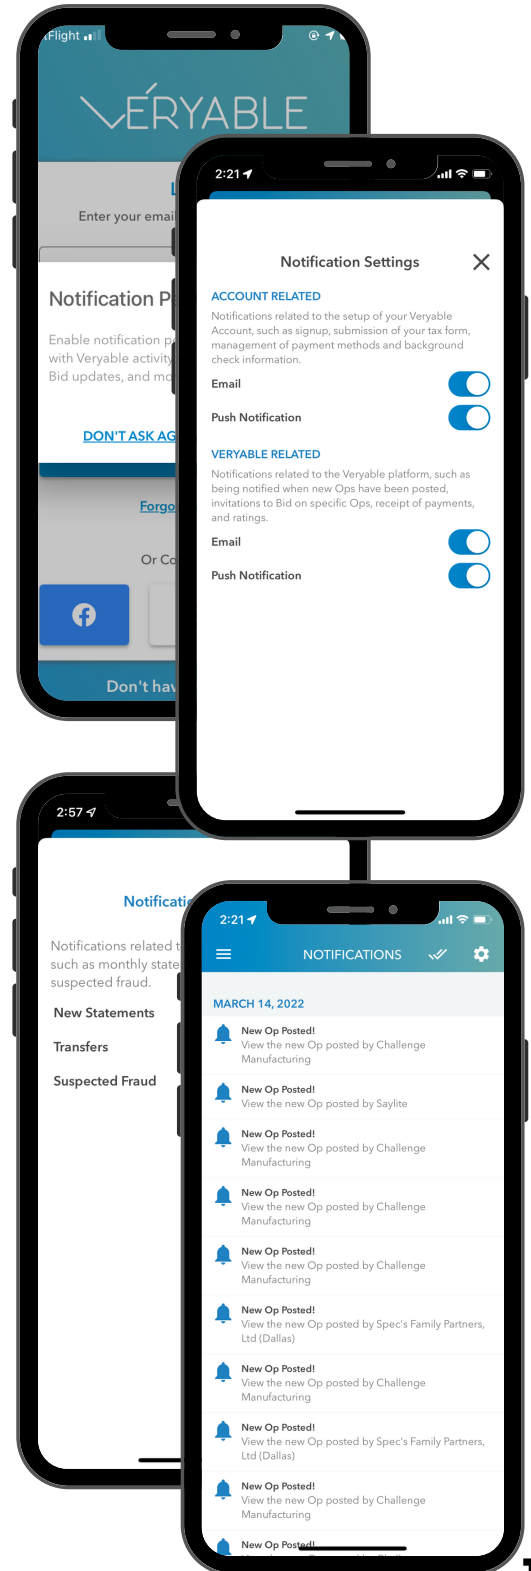 Flight
VERYABLE
Enter your emai
Notification P
Enable notification p
with Veryable activity
Bid updates, and mo
DON'T ASK AG
Forgo
Or Co
Don't hav
2:21
Notification Settings
ACCOUNT RELATED
Notifications related to the setup of your Veryable
Account, such as signup, submission of your tax form,
management of payment methods and background
check information.
Email
Push Notification
VERYABLE RELATED
Notifications related to the Veryable platform, such as
being notified when new Ops have been posted,
invitations to Bid on specific Ops, receipt of payments,
and ratings.
Email
Push Notification
2:57
Notificatio
Notifications related t
such as monthly state
suspected fraud.
New Statements
Transfers
Suspected Fraud
2:21
NOTIFICATIONS
MARCH 14, 2022
New Op Posted!
View the new Op posted by Challenge
Manufacturing
New Op Posted!
View the new Op posted by Saylite
New Op Posted!
View the new Op posted by Challenge
Manufacturing
New Op Posted!
View the new Op posted by Challenge
Manufacturing
New Op Posted!
View the new Op posted by Challenge
Manufacturing
New Op Posted!
View the new Op posted by Spec's Family Partners,
Ltd (Dallas)
New Op Posted!
View the new Op posted by Challenge
Manufacturing
New Op Posted!
View the new Op posted by Spec's Family Partners,
Ltd (Dallas)
New Op Posted!
View the new Op posted by Challenge
Manufacturing
New Op Posted!